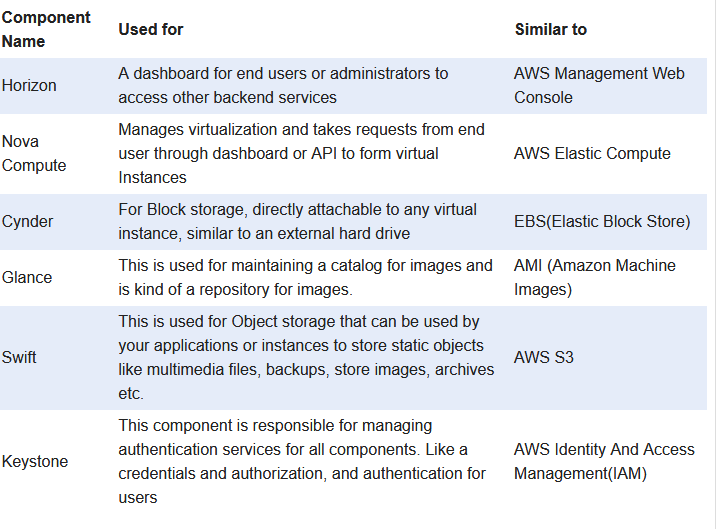 Component
Name
Used for
Similar to
Horizon
A dashboard for end users or administrators to
access other backend services
AWS Management Web
Console
Nova
Compute
Manages virtualization and takes requests from end
user through dashboard or API to form virtual
Instances
AWS Elastic Compute
Cynder
For Block storage, directly attachable to any virtual
instance, similar to an external hard drive
EBS(Elastic Block Store)
Glance
This is used for maintaining a catalog for images and
is kind of a repository for images.
AMI (Amazon Machine
Images)
Swift
This is used for Object storage that can be used by
your applications or instances to store static objects
like multimedia files, backups, store images, archives
etc.
AWS S3
Keystone
This component is responsible for managing
authentication services for all components. Like a
credentials and authorization, and authentication for
users
AWS Identity And Access
Management(IAM)